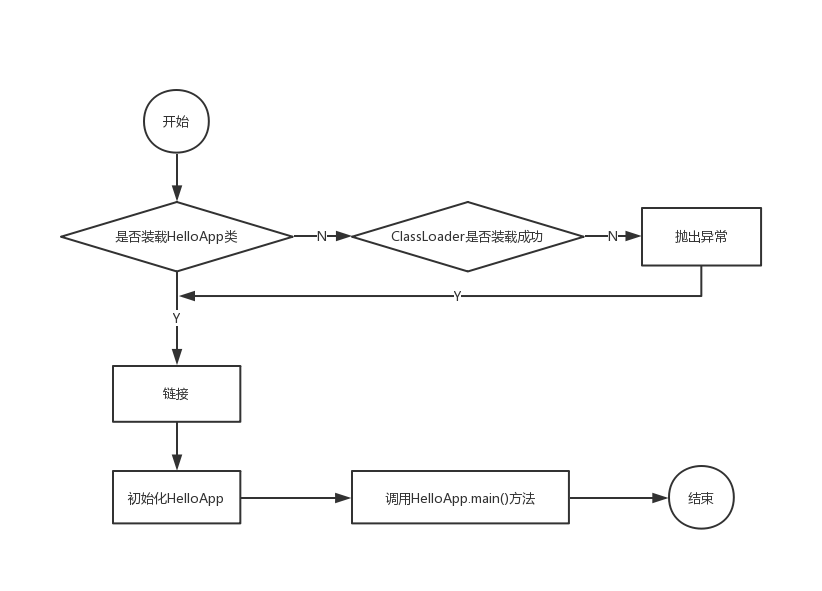 开始
是否装载HelloApp类
N
ClassLoader是否装载成功
N
抛出异常
Y
Y
链接
初始化HelloApp
调用HelloApp.main()方法
结束